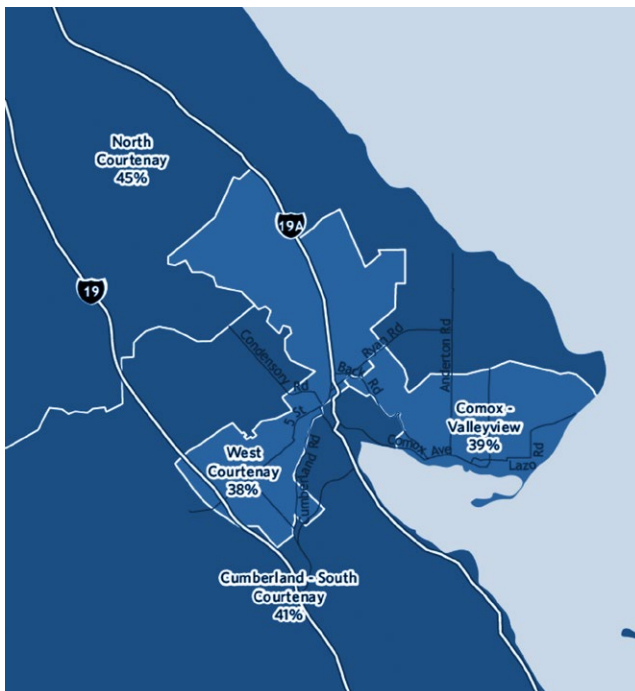 North
Courtenay
45%
19A
19
Ryan Rd
Condensory Rd
Back Rd
Anderton Rd
5 St
Comox -
Valleyview
39%
West
Courtenay
38%
Cumberland Rd
Comox Ave
Lazo Rd
Cumberland - South
Courtenay
41%